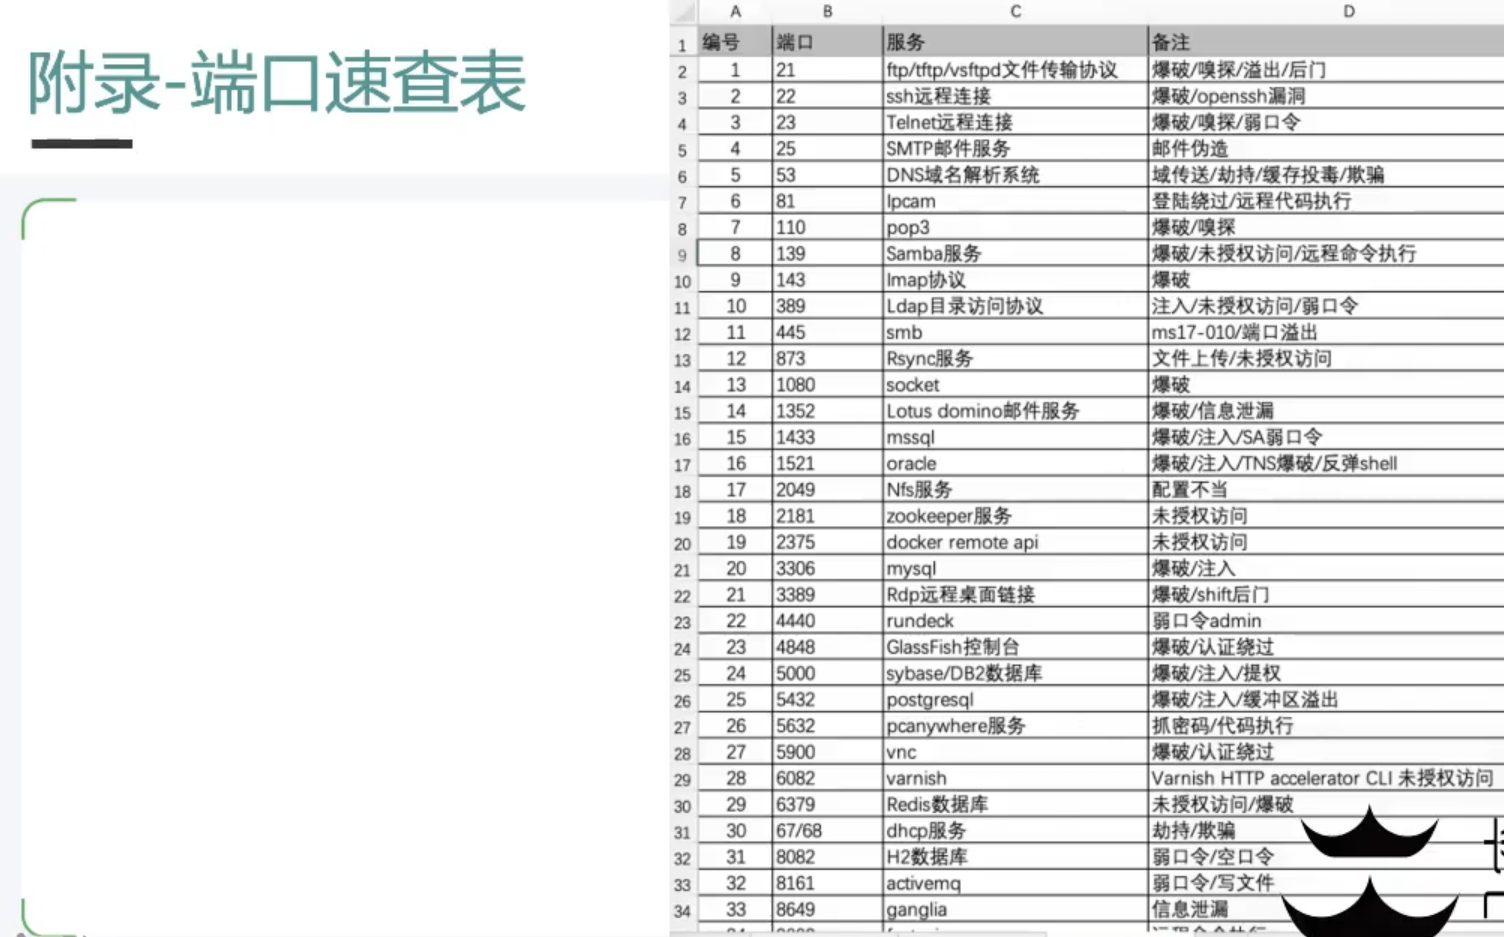 附录-端口速查表
A B C D
1 编号 端口 服务 备注
2 1 21 ftp/tftp/vsftpd文件传输协议 爆破/嗅探/溢出/后门
3 2 22 ssh远程连接 爆破/openssh漏洞
4 3 23 Telnet远程连接 爆破/嗅探/弱口令
5 4 25 SMTP邮件服务 邮件伪造
6 5 53 DNS域名解析系统 域传送/劫持/缓存投毒/欺骗
7 6 81 Ipcam 登陆绕过/远程代码执行
8 7 110 pop3 爆破/嗅探
9 8 139 Samba服务 爆破/未授权访问/远程命令执行
10 9 143 Imap协议 爆破
11 10 389 Ldap目录访问协议 注入/未授权访问/弱口令
12 11 445 smb ms17-010/端口溢出
13 12 873 Rsync服务 文件上传/未授权访问
14 13 1080 socket 爆破
15 14 1352 Lotus domino邮件服务 爆破/信息泄漏
16 15 1433 mssql 爆破/注入/SA弱口令
17 16 1521 oracle 爆破/注入/TNS爆破/反弹shell
18 17 2049 Nfs服务 配置不当
19 18 2181 zookeeper服务 未授权访问
20 19 2375 docker remote api 未授权访问
21 20 3306 mysql 爆破/注入
22 21 3389 Rdp远程桌面链接 爆破/shift后门
23 22 4440 rundeck 弱口令admin
24 23 4848 GlassFish控制台 爆破/认证绕过
25 24 5000 sybase/DB2数据库 爆破/注入/提权
26 25 5432 postgresql 爆破/注入/缓冲区溢出
27 26 5632 pcanywhere服务 抓密码/代码执行
28 27 5900 vnc 爆破/认证绕过
29 28 6082 varnish Varnish HTTP accelerator CLI 未授权访问
30 29 6379 Redis数据库 未授权访问/爆破
31 30 67/68 dhcp服务 劫持/欺骗
32 31 8082 H2数据库 弱口令/空口令
33 32 8161 activemq 弱口令/写文件
34 33 8649 ganglia 信息泄漏